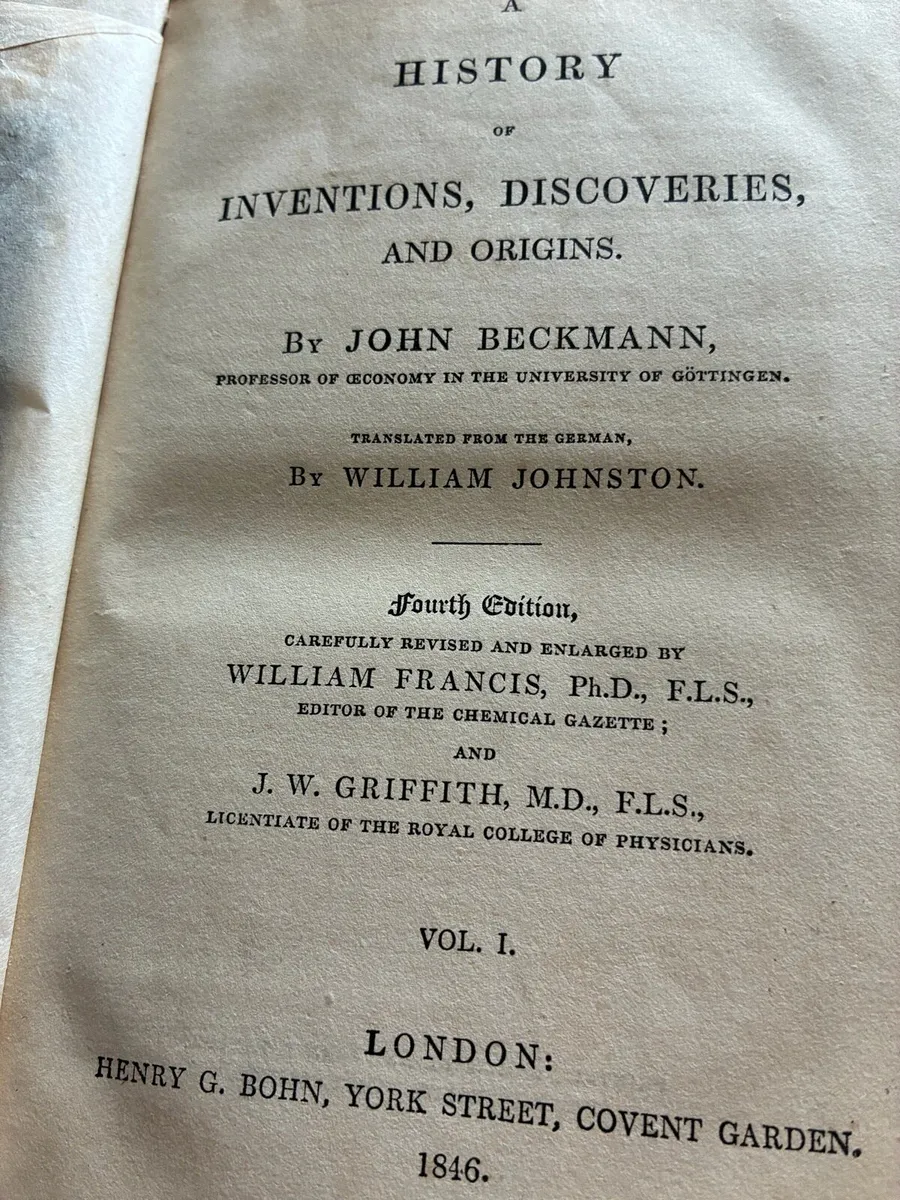 A
HISTORY
OF
INVENTIONS, DISCOVERIES,
AND ORIGINS.
By JOHN BECKMANN,
PROFESSOR OF ŒCONOMY IN THE UNIVERSITY OF GÖTTINGEN.
TRANSLATED FROM THE GERMAN,
By WILLIAM JOHNSTON.
Fourth Edition,
CAREFULLY REVISED AND ENLARGED BY
WILLIAM FRANCIS, Ph.D., F.L.S.,
EDITOR OF THE CHEMICAL GAZETTE;
AND
J. W. GRIFFITH, M.D., F.L.S.,
LICENTIATE OF THE ROYAL COLLEGE OF PHYSICIANS.
VOL. I.
LONDON:
HENRY G. BOHN, YORK STREET, COVENT GARDEN.
1846.